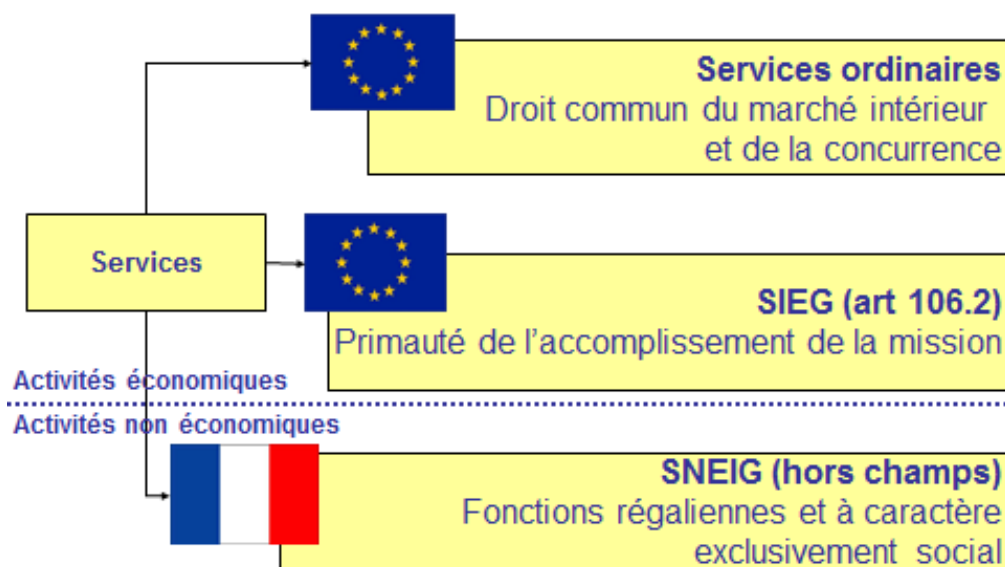 Services ordinaires
Droit commun du marché intérieur
et de la concurrence
Services
SIEG (art 106.2)
Primauté de l'accomplissement de la mission
Activités économiques
Activités non économiques
SNEIG (hors champs)
Fonctions régaliennes et à caractère
exclusivement social